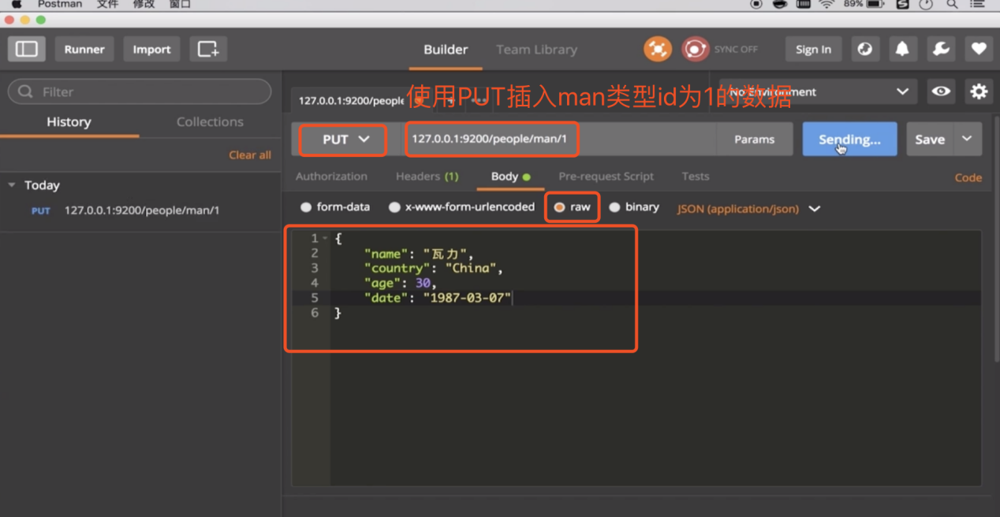 Postman 文件 修改 窗口 89%
Runner Import Builder Team Library SYNC OFF Sign In
Filter
127.0.0.1:9200/people
使用PUT插入man类型id为1的数据
No Environment
History Collections
PUT 127.0.0.1:9200/people/man/1 Params Sending... Save
Clear all
Authorization Headers (1) Body Pre-request Script Tests Code
Today
PUT 127.0.0.1:9200/people/man/1
form-data x-www-form-urlencoded raw binary JSON (application/json)
1 {
2 "name": "瓦力",
3 "country": "China",
4 "age": 30,
5 "date": "1987-03-07"
6 }